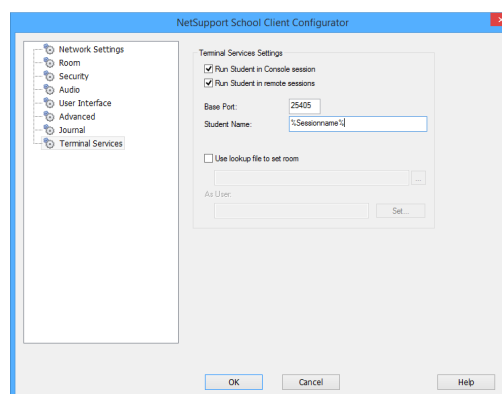 NetSupport School Client Configurator
Network Settings
Room
Security
Audio
User Interface
Advanced
Journal
Terminal Services
Terminal Services Settings
Run Student in Console session
Run Student in remote sessions
Base Port: 25405
Student Name: %Sessionname%
Use lookup file to set room
...
As User:
Set...
OK Cancel Help